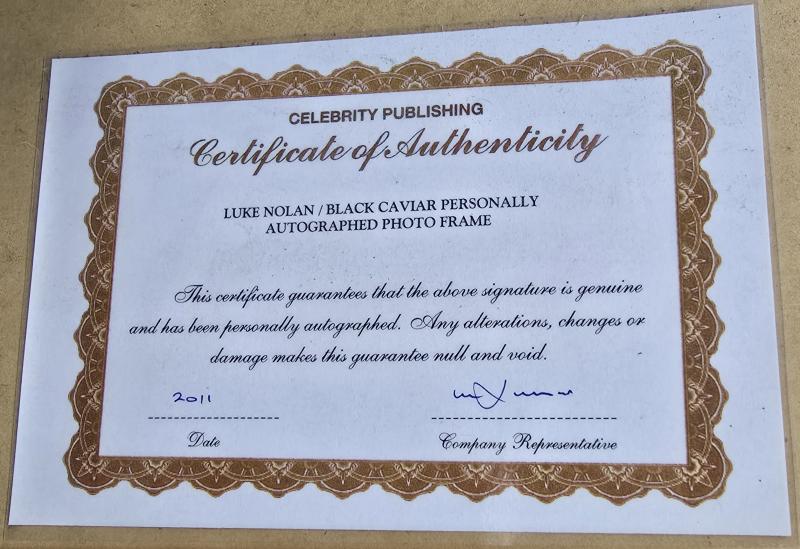 CELEBRITY PUBLISHING
Certificate of Authenticity
LUKE NOLAN / BLACK CAVIAR PERSONALLY
AUTOGRAPHED PHOTO FRAME
This certificate guarantees that the above signature is genuine
and has been personally autographed. Any alterations, changes or
damage makes this guarantee null and void.
2011
Date
Company Representative